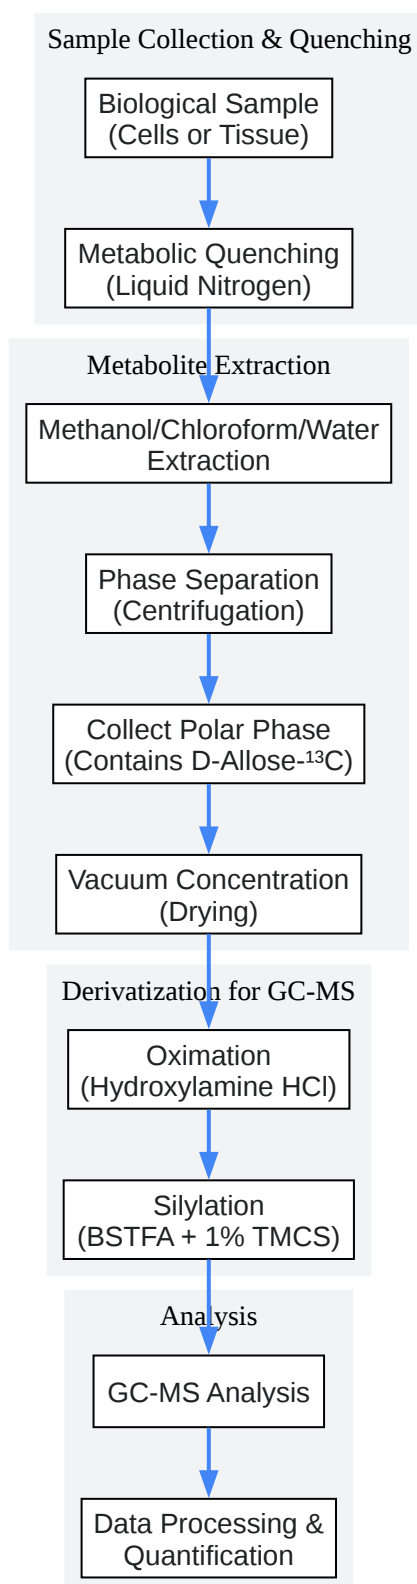 Sample Collection & Quenching
Biological Sample
(Cells or Tissue)
Metabolic Quenching
(Liquid Nitrogen)
Metabolite Extraction
Methanol/Chloroform/Water
Extraction
Phase Separation
(Centrifugation)
Collect Polar Phase
(Contains D-Allose-¹³C)
Vacuum Concentration
(Drying)
Derivatization for GC-MS
Oximation
(Hydroxylamine HCl)
Silylation
(BSTFA + 1% TMCS)
Analysis
GC-MS Analysis
Data Processing &
Quantification